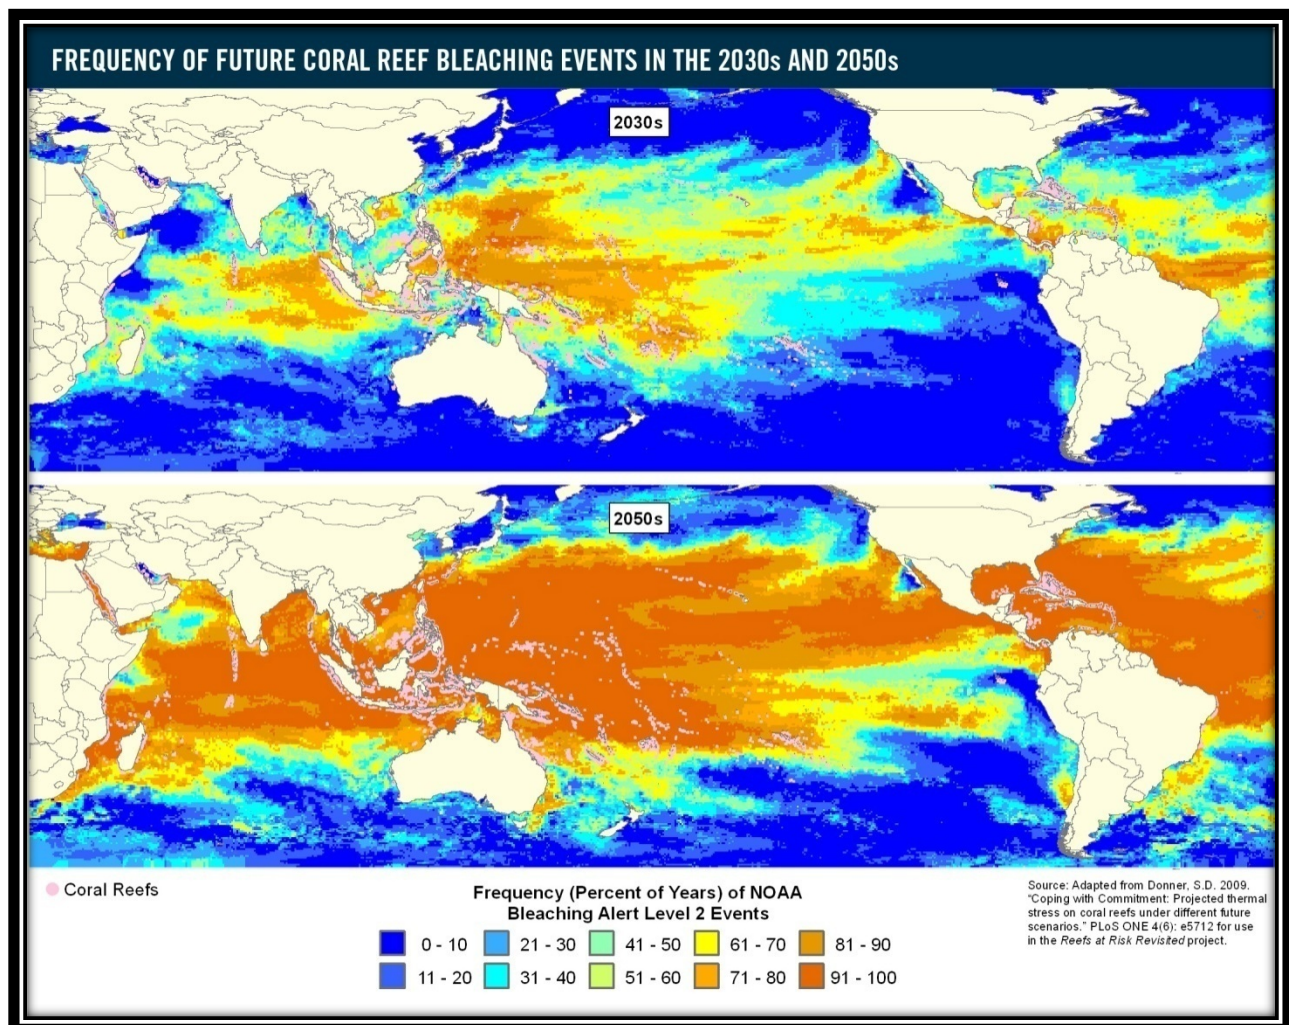 FREQUENCY OF FUTURE CORAL REEF BLEACHING EVENTS IN THE 2030s AND 2050s
2030s
2050s
Coral Reefs
Frequency (Percent of Years) of NOAA
Bleaching Alert Level 2 Events
0 - 10
21 - 30
41 - 50
61 - 70
81 - 90
11 - 20
31 - 40
51 - 60
71 - 80
91 - 100
Source: Adapted from Donner, S.D. 2009.
"Coping with Commitment: Projected thermal
stress on coral reefs under different future
scenarios." PLoS ONE 4(6): e5712 for use
in the Reefs at Risk Revisited project.